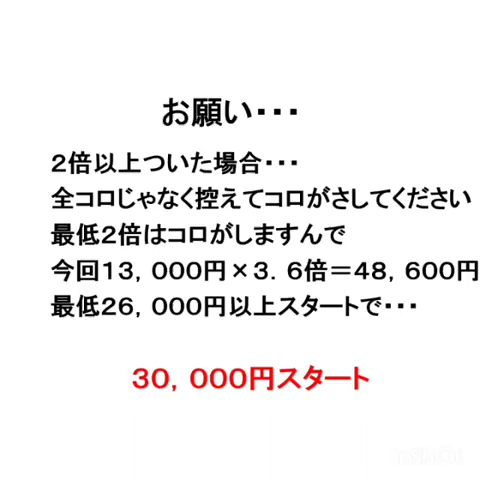 お願い・・・
２倍以上ついた場合・・・
全コロじゃなく控えてコロがさしてください
最低２倍はコロがしますんで
今回１３，０００円×３．６倍＝４８，６００円
最低２６，０００円以上スタートで・・・
３０，０００円スタート